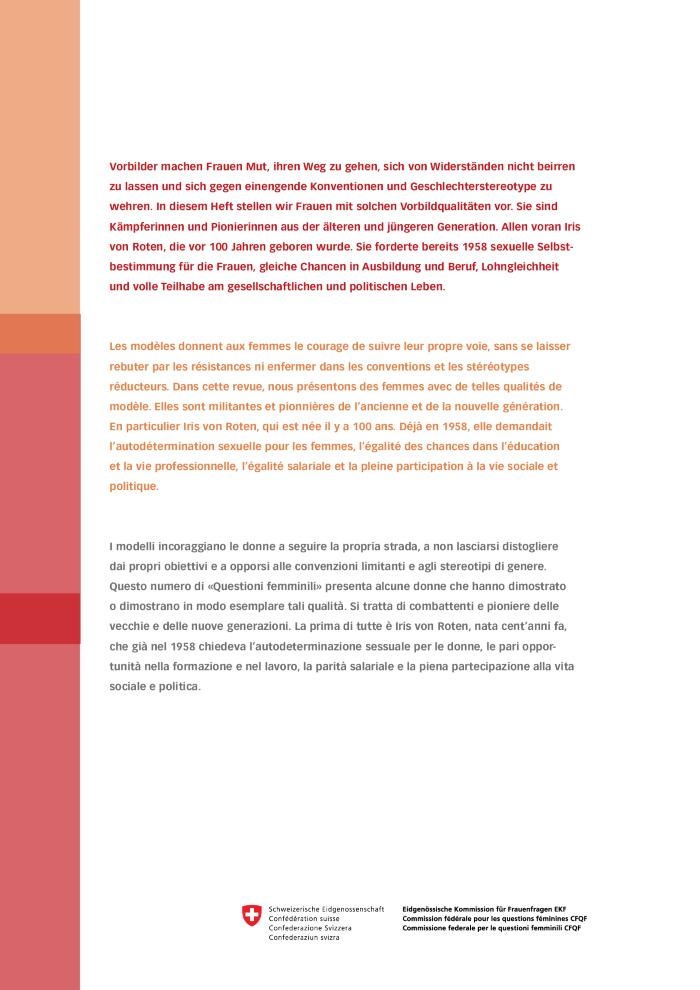 Vorbilder machen Frauen Mut, ihren Weg zu gehen, sich von Widerständen nicht beirren
zu lassen und sich gegen einengende Konventionen und Geschlechterstereotype zu
wehren. In diesem Heft stellen wir Frauen mit solchen Vorbildqualitäten vor. Sie sind
Kämpferinnen und Pionierinnen aus der älteren und jüngeren Generation. Allen voran Iris
von Roten, die vor 100 Jahren geboren wurde. Sie forderte bereits 1958 sexuelle Selbst-
bestimmung für die Frauen, gleiche Chancen in Ausbildung und Beruf, Lohngleichheit
und volle Teilhabe am gesellschaftlichen und politischen Leben.
Les modèles donnent aux femmes le courage de suivre leur propre voie, sans se laisser
rebuter par les résistances ni enfermer dans les conventions et les stéréotypes
réducteurs. Dans cette revue, nous présentons des femmes avec de telles qualités de
modèle. Elles sont militantes et pionnières de l'ancienne et de la nouvelle génération.
En particulier Iris von Roten, qui est née il y a 100 ans. Déjà en 1958, elle demandait
l'autodétermination sexuelle pour les femmes, l'égalité des chances dans l'éducation
et la vie professionnelle, l'égalité salariale et la pleine participation à la vie sociale et
politique.
I modelli incoraggiano le donne a seguire la propria strada, a non lasciarsi distogliere
dai propri obiettivi e a opporsi alle convenzioni limitanti e agli stereotipi di genere.
Questo numero di «Questioni femminili» presenta alcune donne che hanno dimostrato
o dimostrano in modo esemplare tali qualità. Si tratta di combattenti e pioniere delle
vecchie e delle nuove generazioni. La prima di tutte è Iris von Roten, nata cent'anni fa,
che già nel 1958 chiedeva l'autodeterminazione sessuale per le donne, le pari oppor-
tunità nella formazione e nel lavoro, la parità salariale e la piena partecipazione alla vita
sociale e politica.
Schweizerische Eidgenossenschaft
Confédération suisse
Confederazione Svizzera
Confederaziun svizra
Eidgenössische Kommission für Frauenfragen EKF
Commission fédérale pour les questions féminines CFQF
Commissione federale per le questioni femminili CFQF